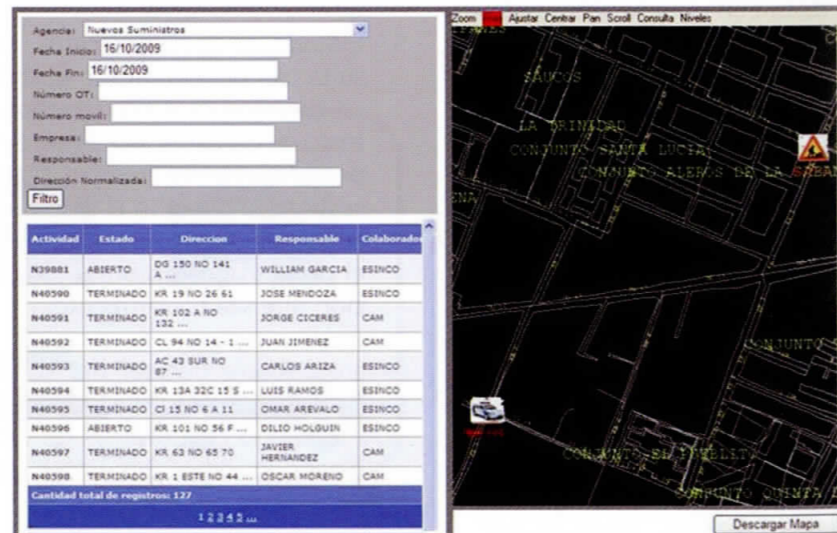 Agencia: Nuevos Suministros
Fecha Inicio: 16/10/2009
Fecha Fin: 16/10/2009
Número OT:
Número movil:
Empresa:
Responsable:
Dirección Normalizada:
Filtro
Actividad Estado Direccion Responsable Colaborador
N39881 ABIERTO DG 150 NO 141 A ... WILLIAM GARCIA ESINCO
N40590 TERMINADO KR 19 NO 26 61 JOSE MENDOZA ESINCO
N40591 TERMINADO KR 102 A NO 132 ... JORGE CICERES CAM
N40592 TERMINADO CL 94 NO 14 - 1 ... JUAN JIMENEZ CAM
N40593 TERMINADO AC 43 SUR NO 87 ... CARLOS ARIZA ESINCO
N40594 TERMINADO KR 13A 32C 15 S ... LUIS RAMOS ESINCO
N40595 TERMINADO Cl 15 NO 6 A 11 OMAR AREVALO ESINCO
N40596 ABIERTO KR 101 NO 56 F ... DILIO HOLGUIN ESINCO
N40597 TERMINADO KR 63 NO 65 70 JAVIER HERNANDEZ CAM
N40598 TERMINADO KR 1 ESTE NO 44 ... OSCAR MORENO CAM
Cantidad total de registros: 127
1 2 3 4 5 ...
Zoom Ajustar Centrar Pan Scroll Consulta Niveles
SAUCOS
LA TRINIDAD
CONJUNTO SANTA LUCIA
CONJUNTO ALEROS DE LA SABAN
ENA
CONJUNTO
CONJUNTO EL PUEBLITO
CONJUNTO QUINTA
Descargar Mapa